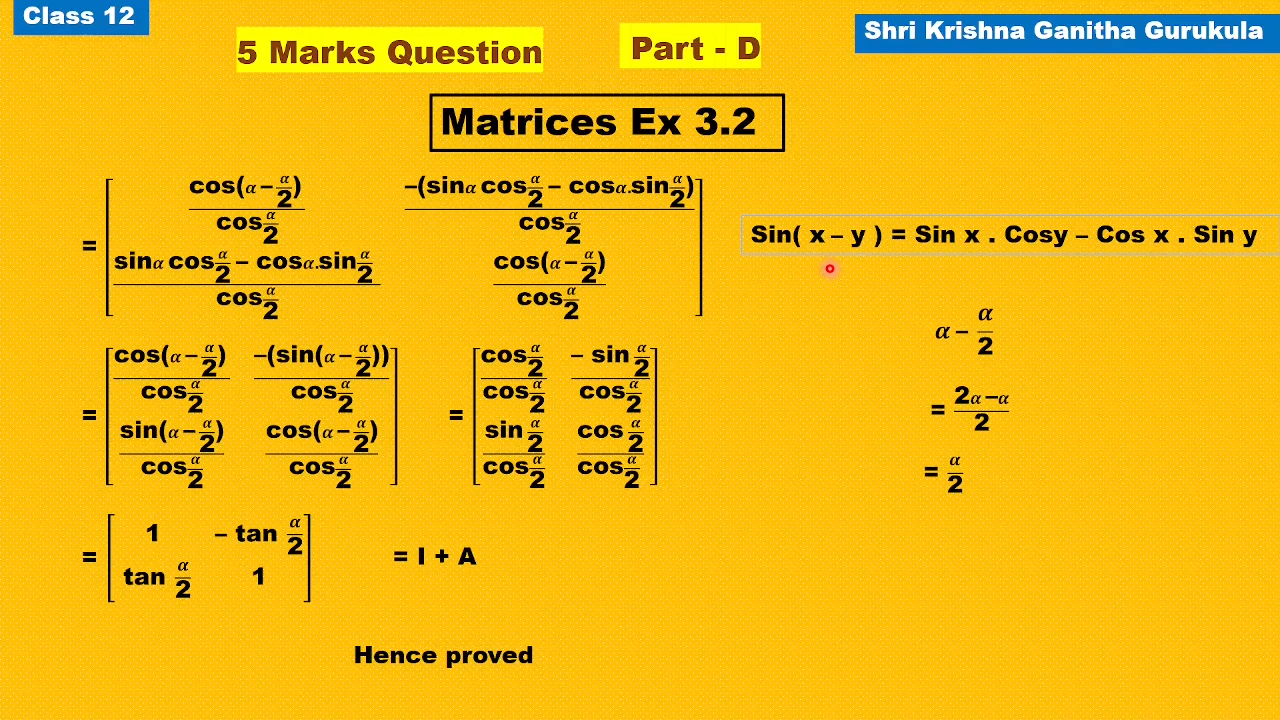 Class 12
Shri Krishna Ganitha Gurukula
5 Marks Question
Part - D
Matrices Ex 3.2
= [ cos(α – α/2) / cos α/2    –(sinα cos α/2 – cosα.sin α/2) / cos α/2
sinα cos α/2 – cosα.sin α/2 / cos α/2    cos(α – α/2) / cos α/2 ]
Sin( x – y ) = Sin x . Cosy – Cos x . Sin y
α – α/2
= [ cos(α – α/2) / cos α/2    –(sin(α – α/2)) / cos α/2
sin(α – α/2) / cos α/2    cos(α – α/2) / cos α/2 ]
= [ cos α/2 / cos α/2    – sin α/2 / cos α/2
sin α/2 / cos α/2    cos α/2 / cos α/2 ]
= 2α –α / 2
= α/2
= [ 1    – tan α/2
tan α/2    1 ]
= I + A
Hence proved